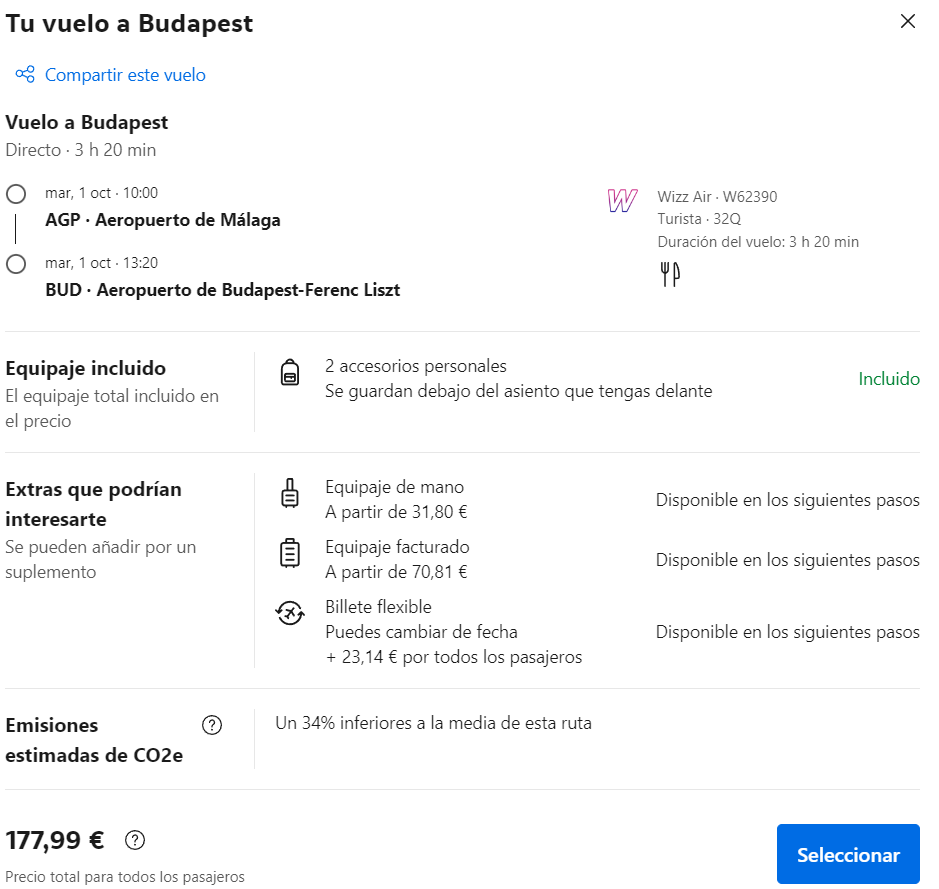 Tu vuelo a Budapest
Compartir este vuelo
Vuelo a Budapest
Directo · 3 h 20 min
mar, 1 oct · 10:00
AGP · Aeropuerto de Málaga
mar, 1 oct · 13:20
BUD · Aeropuerto de Budapest-Ferenc Liszt
W
Wizz Air · W62390
Turista · 32Q
Duración del vuelo: 3 h 20 min
Equipaje incluido
El equipaje total incluido en
el precio
2 accesorios personales
Se guardan debajo del asiento que tengas delante
Incluido
Extras que podrían
interesarte
Se pueden añadir por un
suplemento
Equipaje de mano
A partir de 31,80 €
Disponible en los siguientes pasos
Equipaje facturado
A partir de 70,81 €
Disponible en los siguientes pasos
Billete flexible
Puedes cambiar de fecha
+ 23,14 € por todos los pasajeros
Disponible en los siguientes pasos
Emisiones
estimadas de CO2e
Un 34% inferiores a la media de esta ruta
177,99 €
Precio total para todos los pasajeros
Seleccionar